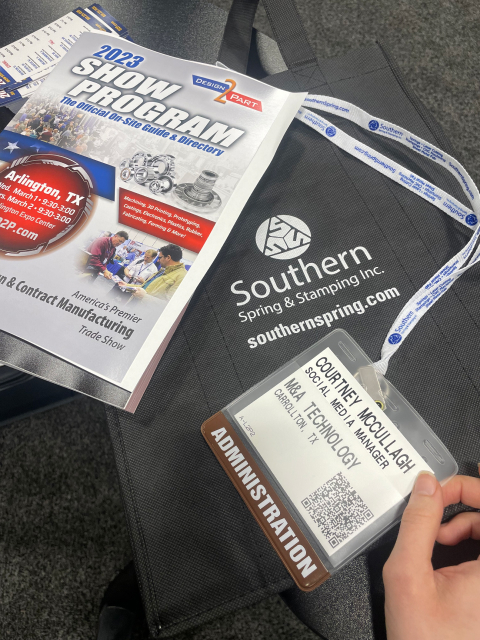 2023
SHOW
PROGRAM
The Official On-Site Guide & Directory
DESIGN 2 PART
Arlington, TX
Wed. March 1 • 9:30-3:00
rs. March 2 • 9:30-3:00
rlington Expo Center
D2P.com
Machining, 3D Printing, Prototyping,
Castings, Electronics, Plastics, Rubber,
Fabricating, Forming & More!
America's Premier
n & Contract Manufacturing
Trade Show
Southern
Spring & Stamping Inc.
southernspring.com
Southern
COURTNEY MCCULLAGH
SOCIAL MEDIA MANAGER
M&A TECHNOLOGY
CARROLLTON, TX
ADMINISTRATION